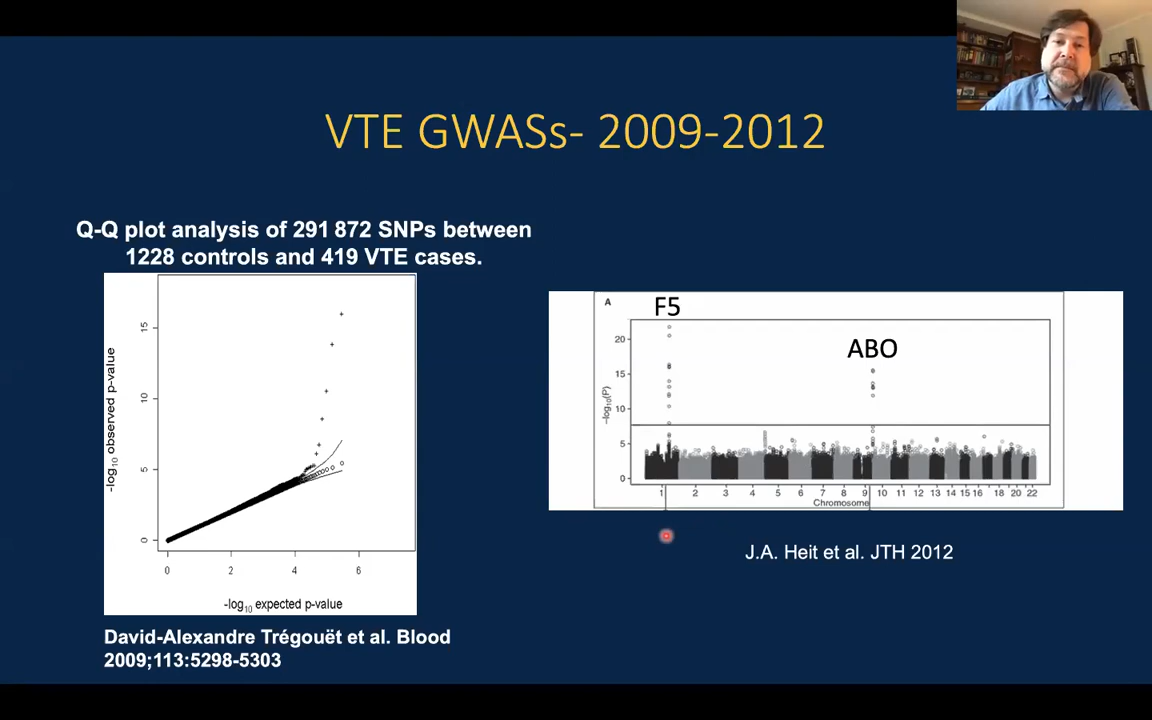 VTE GWASs- 2009-2012
Q-Q plot analysis of 291 872 SNPs between
1228 controls and 419 VTE cases.
-log10 observed p-value
15
10
5
0
0 2 4 6
-log10 expected p-value
David-Alexandre Trégouët et al. Blood
2009;113:5298-5303
A
F5
ABO
-log10(P)
20
15
10
5
0
1 2 3 4 5 6 7 8 9 10 11 12 13 14 15 16 18 20 22
Chromosome
J.A. Heit et al. JTH 2012